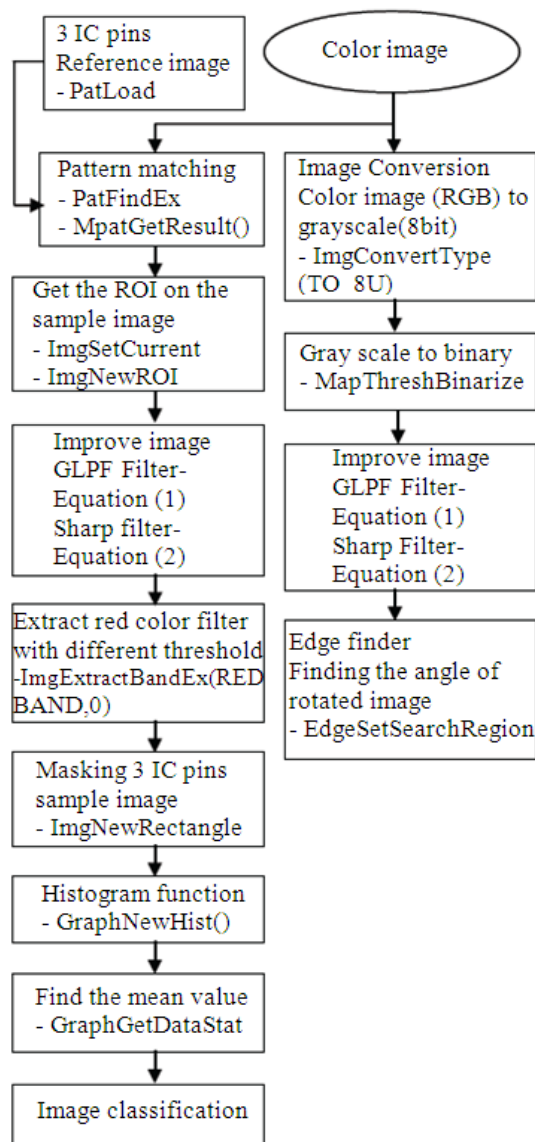 3 IC pins
Reference image
- PatLoad
Color image
Pattern matching
- PatFindEx
- MpatGetResult()
Get the ROI on the
sample image
- ImgSetCurrent
- ImgNewROI
Improve image
GLPF Filter-
Equation (1)
Sharp filter-
Equation (2)
Extract red color filter
with different threshold
-ImgExtractBandEx(RED
BAND,0)
Masking 3 IC pins
sample image
- ImgNewRectangle
Histogram function
- GraphNewHist()
Find the mean value
- GraphGetDataStat
Image classification
Image Conversion
Color image (RGB) to
grayscale(8bit)
- ImgConvertType
(TO 8U)
Gray scale to binary
- MapThreshBinarize
Improve image
GLPF Filter-
Equation (1)
Sharp Filter-
Equation (2)
Edge finder
Finding the angle of
rotated image
- EdgeSetSearchRegion